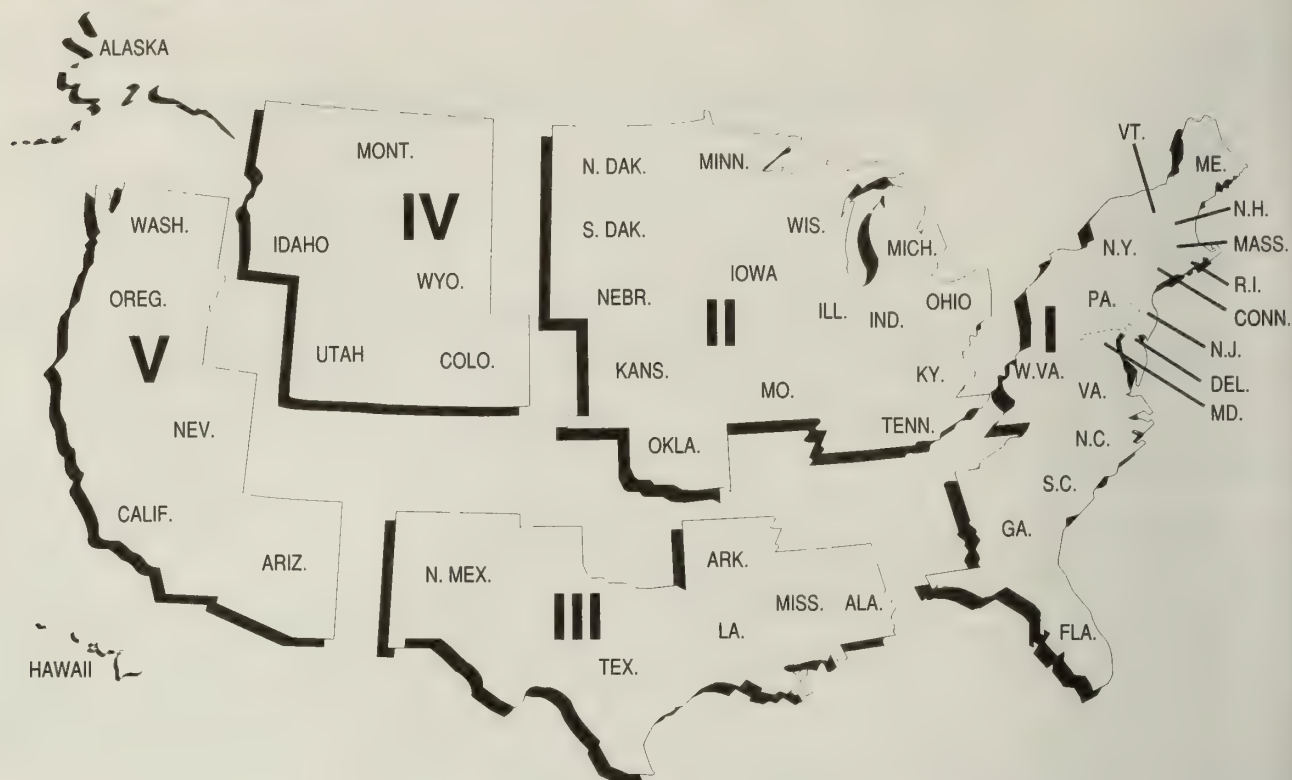 ALASKA
MONT.
IV
IDAHO
WYO.
UTAH
COLO.
WASH.
OREG.
V
NEV.
CALIF.
ARIZ.
HAWAII
N. DAK.
MINN.
S. DAK.
WIS.
MICH.
NEBR.
IOWA
II
ILL.
IND.
OHIO
KANS.
MO.
KY.
OKLA.
TENN.
N. MEX.
III
TEX.
ARK.
LA.
MISS.
ALA.
VT.
ME.
N.H.
MASS.
N.Y.
R.I.
CONN.
PA.
I
N.J.
W.VA.
VA.
DEL.
MD.
N.C.
S.C.
GA.
FLA.